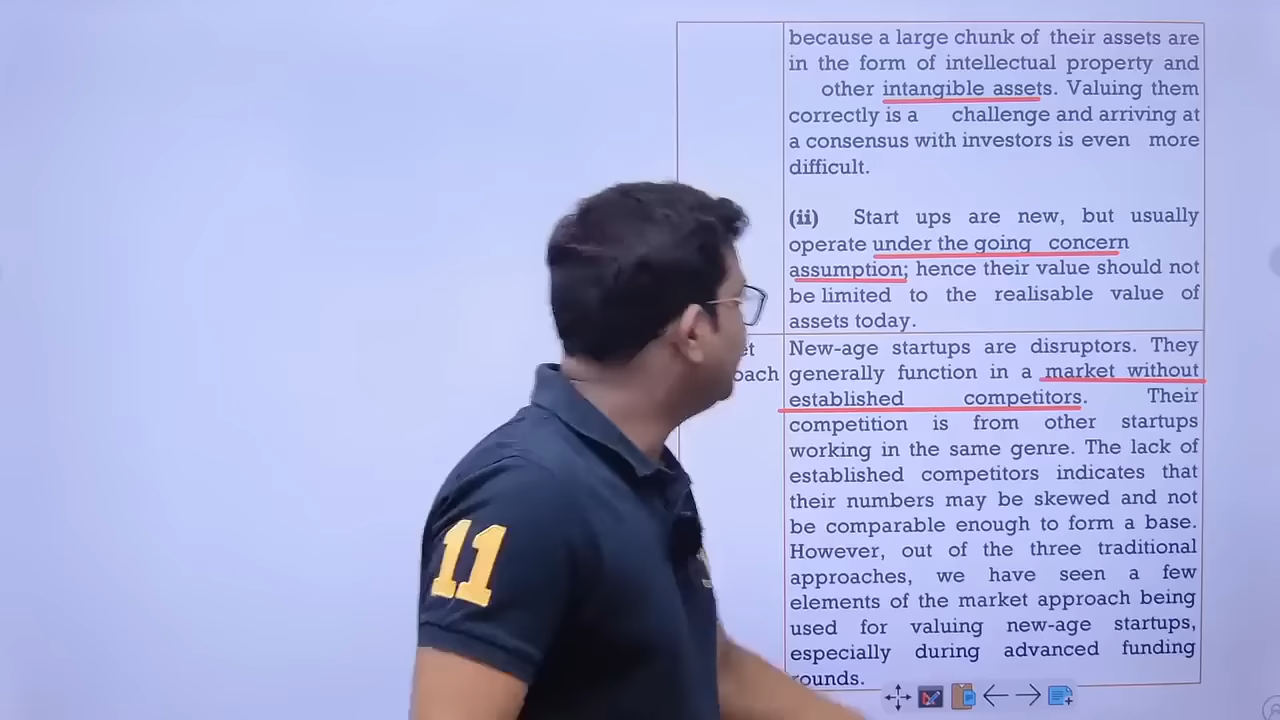 because a large chunk of their assets are
in the form of intellectual property and
other intangible assets. Valuing them
correctly is a challenge and arriving at
a consensus with investors is even more
difficult.
(ii) Start ups are new, but usually
operate under the going concern
assumption; hence their value should not
be limited to the realisable value of
assets today.
New-age startups are disruptors. They
generally function in a market without
established competitors. Their
competition is from other startups
working in the same genre. The lack of
established competitors indicates that
their numbers may be skewed and not
be comparable enough to form a base.
However, out of the three traditional
approaches, we have seen a few
elements of the market approach being
used for valuing new-age startups,
especially during advanced funding
rounds.
11